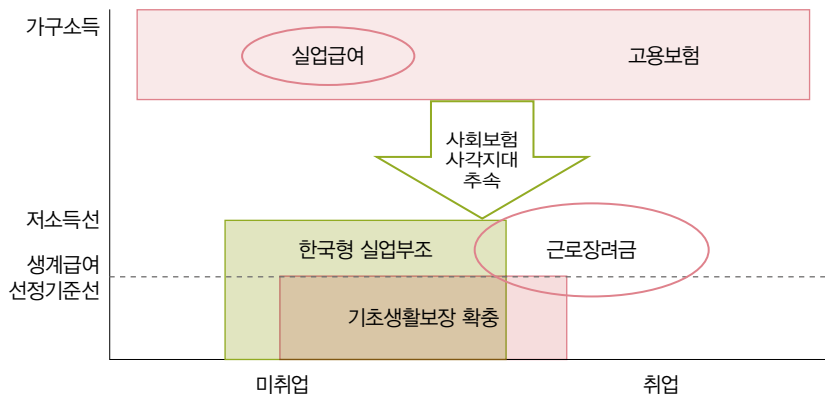 가구소득
실업급여
고용보험
사회보험
사각지대
추속
저소득선
한국형 실업부조
근로장려금
생계급여
선정기준선
기초생활보장 확충
미취업
취업